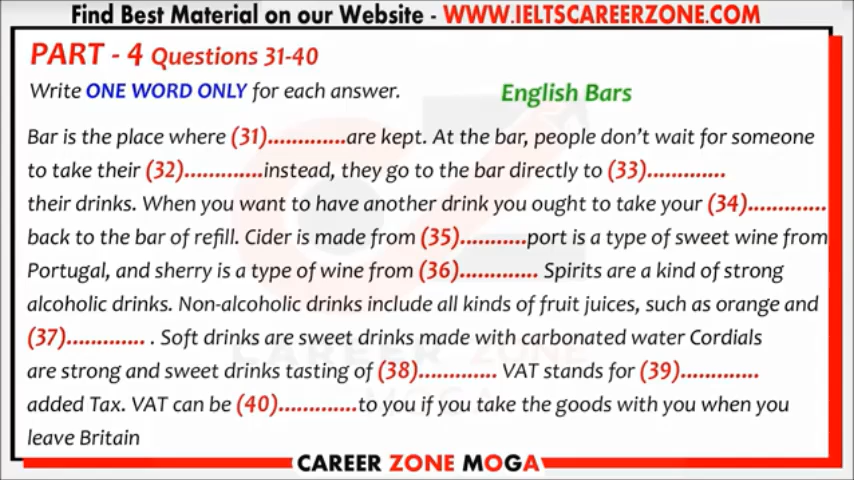 Find Best Material on our Website - WWW.IELTSCAREERZONE.COM
PART - 4 Questions 31-40
Write ONE WORD ONLY for each answer.
English Bars
Bar is the place where (31).............are kept. At the bar, people don't wait for someone
to take their (32).............instead, they go to the bar directly to (33).............
their drinks. When you want to have another drink you ought to take your (34).............
back to the bar of refill. Cider is made from (35)...........port is a type of sweet wine from
Portugal, and sherry is a type of wine from (36)............. Spirits are a kind of strong
alcoholic drinks. Non-alcoholic drinks include all kinds of fruit juices, such as orange and
(37)............. . Soft drinks are sweet drinks made with carbonated water Cordials
are strong and sweet drinks tasting of (38)............. VAT stands for (39).............
added Tax. VAT can be (40).............to you if you take the goods with you when you
leave Britain
CAREER ZONE
MOGA
CAREER ZONE MOGA